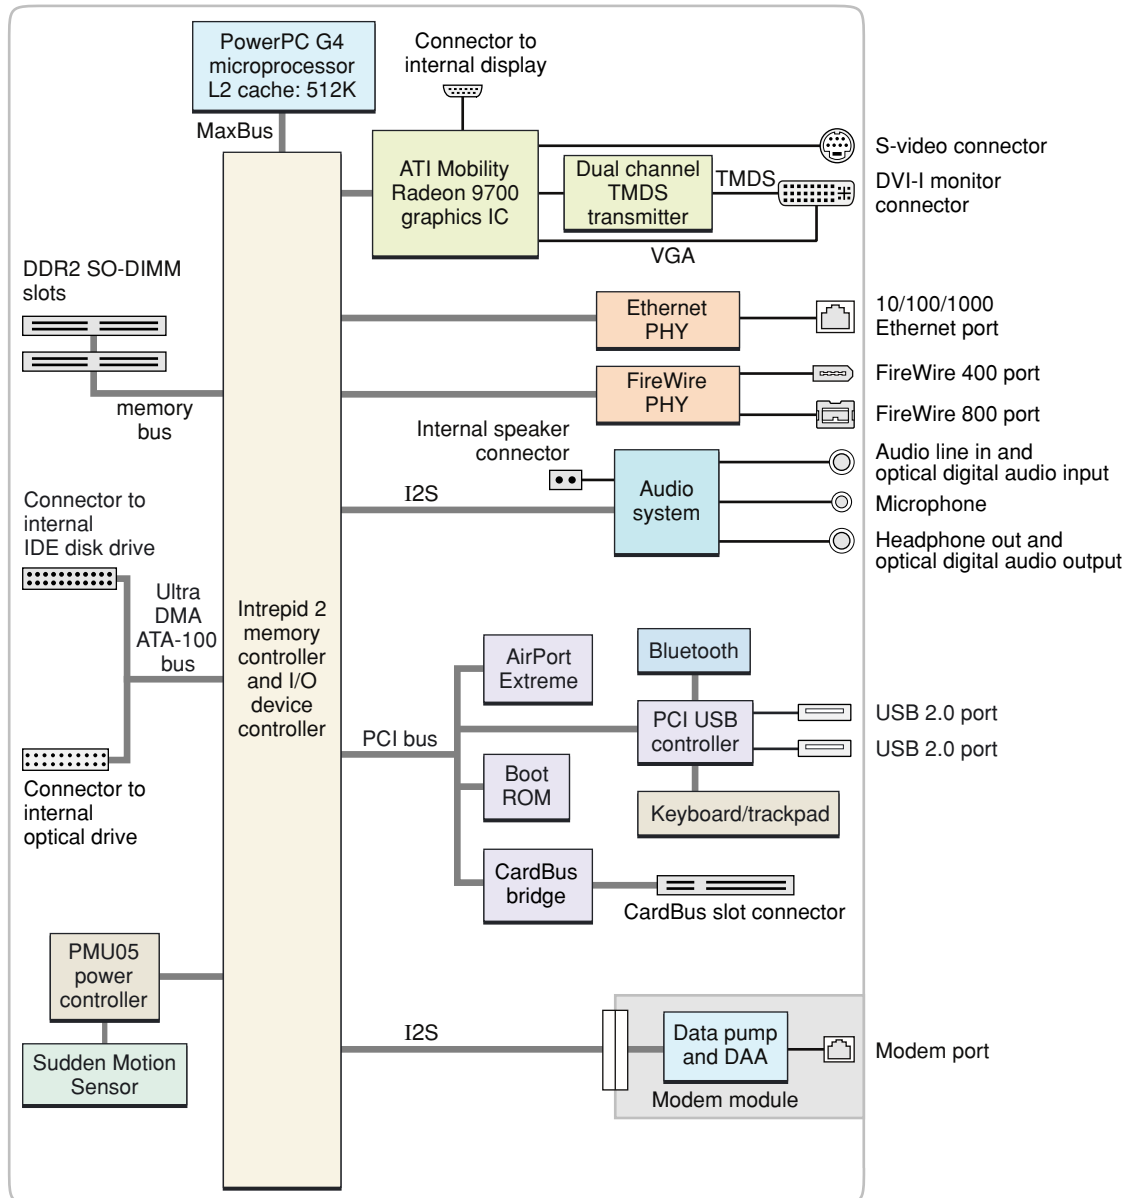 PowerPC G4
microprocessor
L2 cache: 512K
MaxBus
Connector to
internal display
ATI Mobility
Radeon 9700
graphics IC
Dual channel
TMDS
transmitter
TMDS
VGA
S-video connector
DVI-I monitor
connector
DDR2 SO-DIMM
slots
memory
bus
Ethernet
PHY
10/100/1000
Ethernet port
FireWire
PHY
FireWire 400 port
FireWire 800 port
Internal speaker
connector
I2S
Audio
system
Audio line in and
optical digital audio input
Microphone
Headphone out and
optical digital audio output
Connector to
internal
IDE disk drive
Ultra
DMA
ATA-100
bus
Connector to
internal
optical drive
Intrepid 2
memory
controller
and I/O
device
controller
PCI bus
AirPort
Extreme
Bluetooth
PCI USB
controller
USB 2.0 port
USB 2.0 port
Boot
ROM
Keyboard/trackpad
CardBus
bridge
CardBus slot connector
PMU05
power
controller
Sudden Motion
Sensor
I2S
Data pump
and DAA
Modem module
Modem port